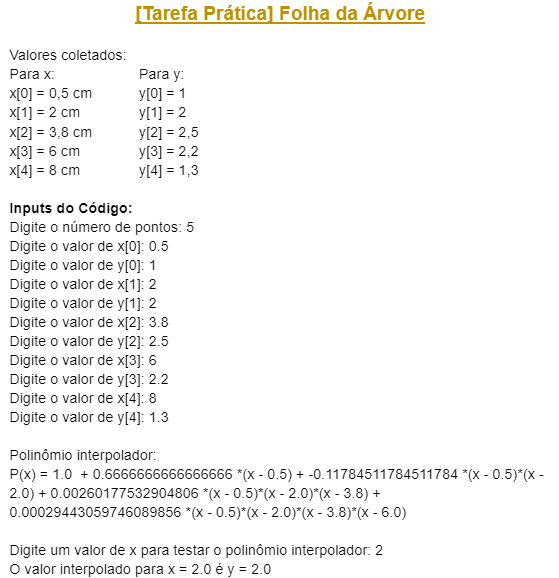 [Tarefa Prática] Folha da Árvore
Valores coletados:
Para x: Para y:
x[0] = 0,5 cm y[0] = 1
x[1] = 2 cm y[1] = 2
x[2] = 3,8 cm y[2] = 2,5
x[3] = 6 cm y[3] = 2,2
x[4] = 8 cm y[4] = 1,3
Inputs do Código:
Digite o número de pontos: 5
Digite o valor de x[0]: 0.5
Digite o valor de y[0]: 1
Digite o valor de x[1]: 2
Digite o valor de y[1]: 2
Digite o valor de x[2]: 3.8
Digite o valor de y[2]: 2.5
Digite o valor de x[3]: 6
Digite o valor de y[3]: 2.2
Digite o valor de x[4]: 8
Digite o valor de y[4]: 1.3
Polinômio interpolador:
P(x) = 1.0 + 0.6666666666666666 *(x - 0.5) + -0.11784511784511784 *(x - 0.5)*(x -
2.0) + 0.00260177532904806 *(x - 0.5)*(x - 2.0)*(x - 3.8) +
0.00029443059746089856 *(x - 0.5)*(x - 2.0)*(x - 3.8)*(x - 6.0)
Digite um valor de x para testar o polinômio interpolador: 2
O valor interpolado para x = 2.0 é y = 2.0